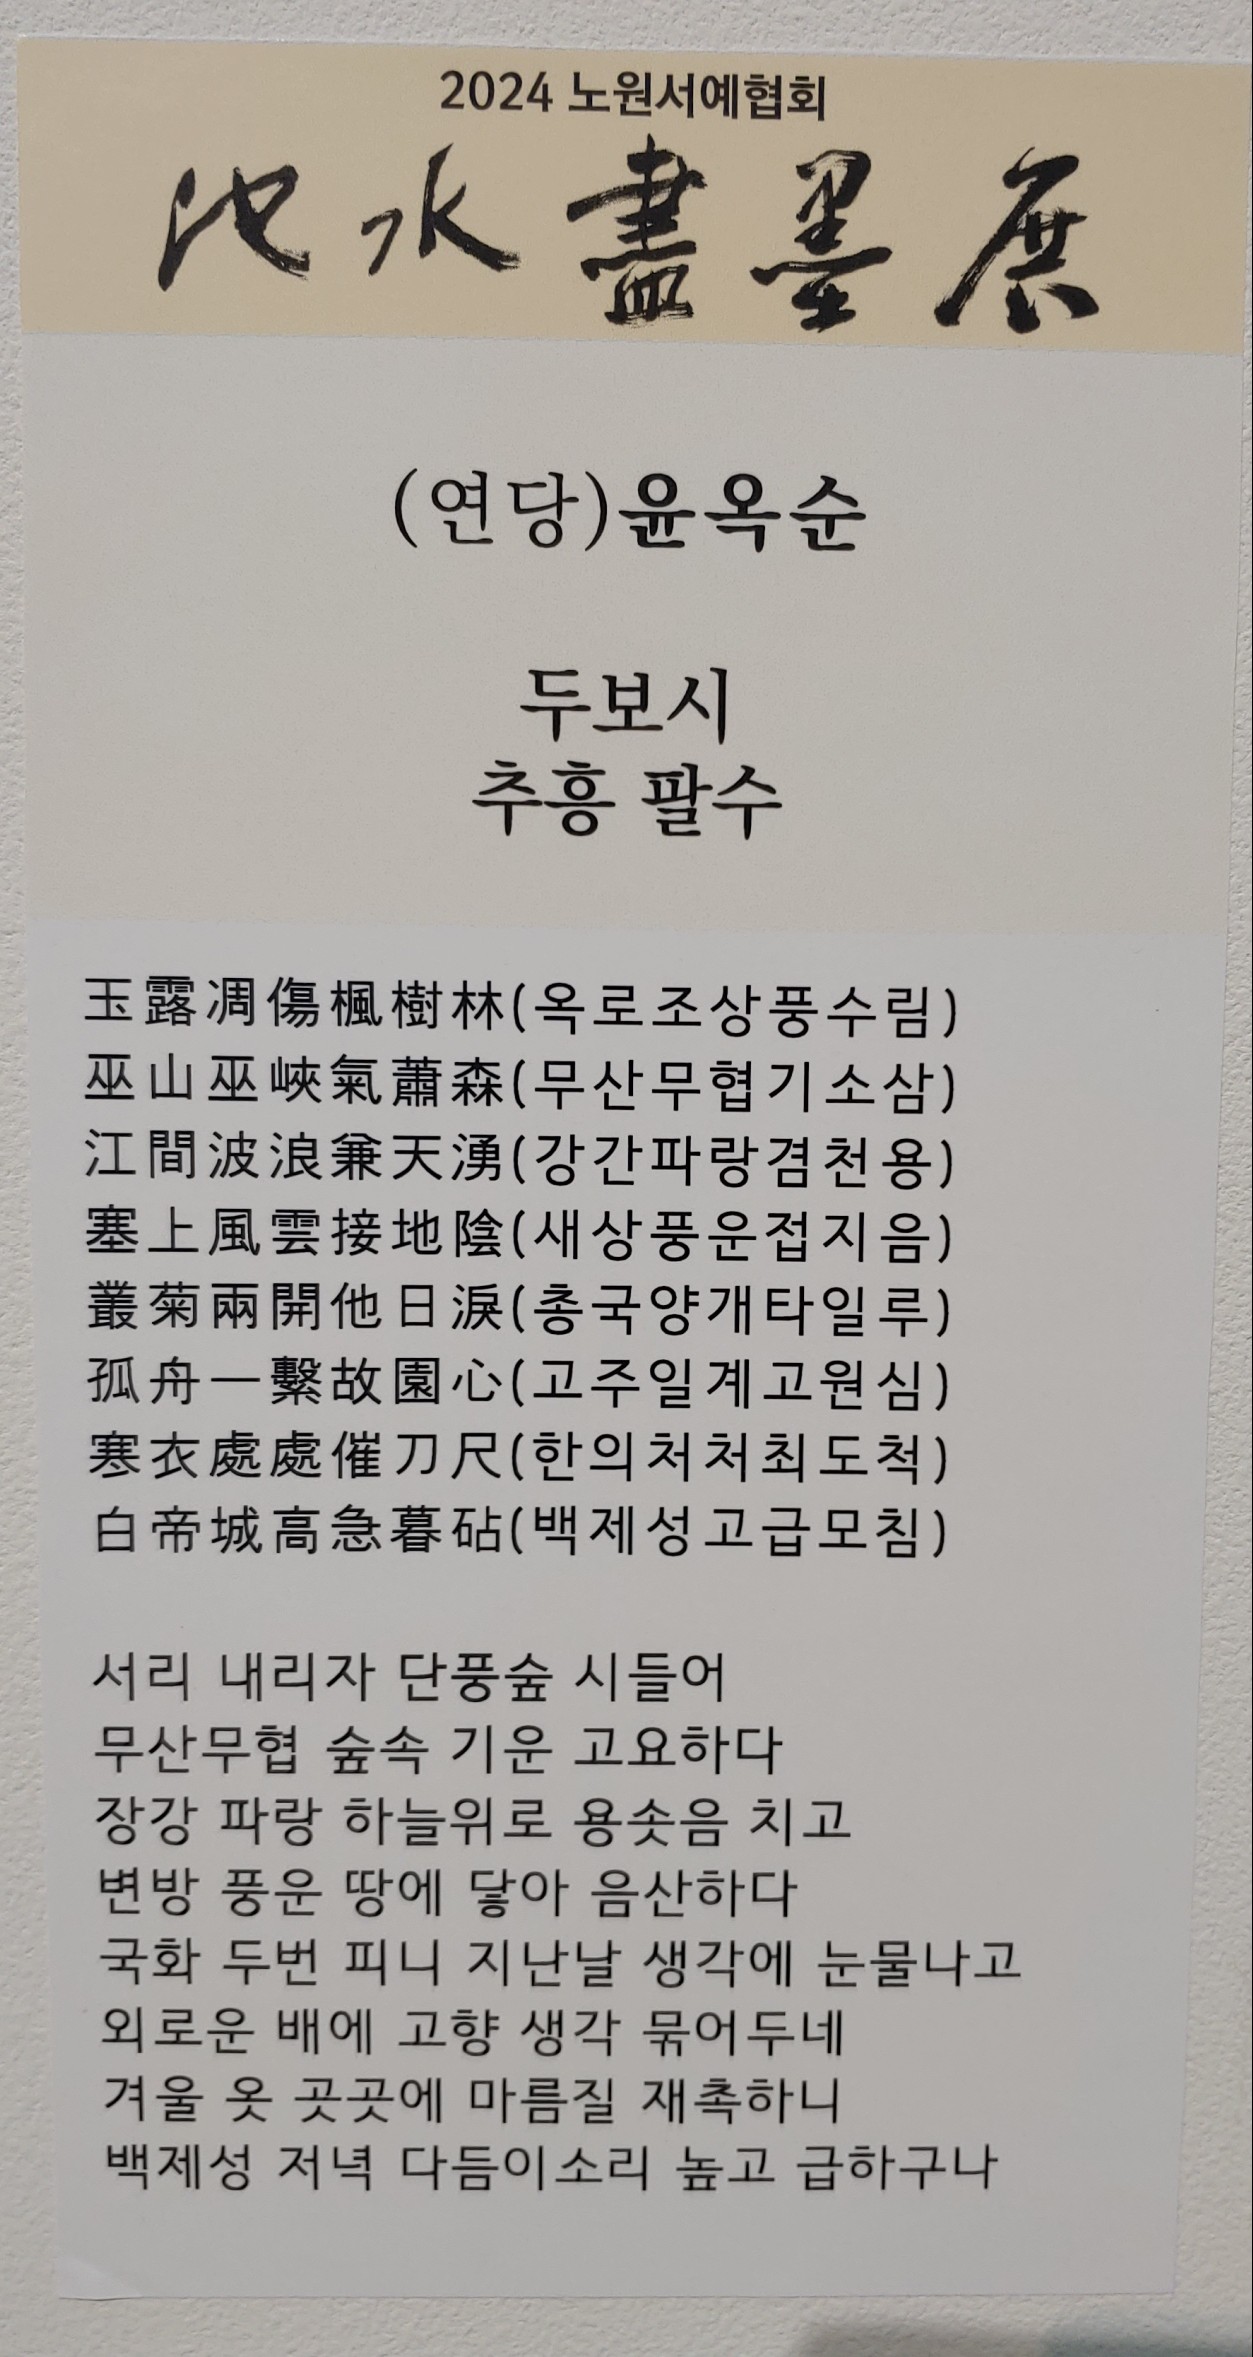 2024 노원서예협회
池水盡墨展
(연당)윤옥순
두보시
추흥 팔수
玉露凋傷楓樹林(옥로조상풍수림)
巫山巫峽氣蕭森(무산무협기소삼)
江間波浪兼天湧(강간파랑겸천용)
塞上風雲接地陰(새상풍운접지음)
叢菊兩開他日淚(총국양개타일루)
孤舟一繫故園心(고주일계고원심)
寒衣處處催刀尺(한의처처최도척)
白帝城高急暮砧(백제성고급모침)
서리 내리자 단풍숲 시들어
무산무협 숲속 기운 고요하다
장강 파랑 하늘위로 용솟음 치고
변방 풍운 땅에 닿아 음산하다
국화 두번 피니 지난날 생각에 눈물나고
외로운 배에 고향 생각 묶어두네
겨울 옷 곳곳에 마름질 재촉하니
백제성 저녁 다듬이소리 높고 급하구나